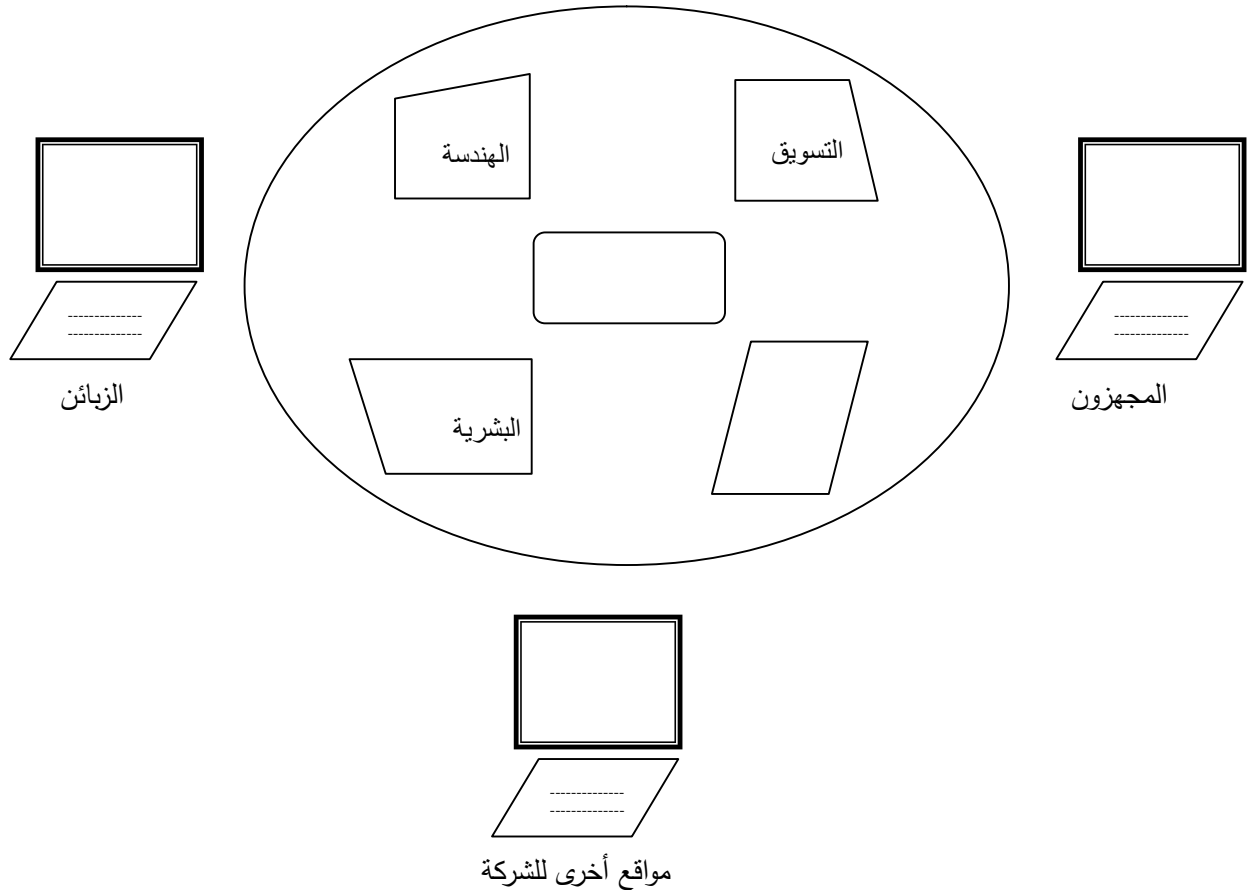 التسويق
الهندسة
البشرية
المجهزون
الزبائن
مواقع أخرى للشركة